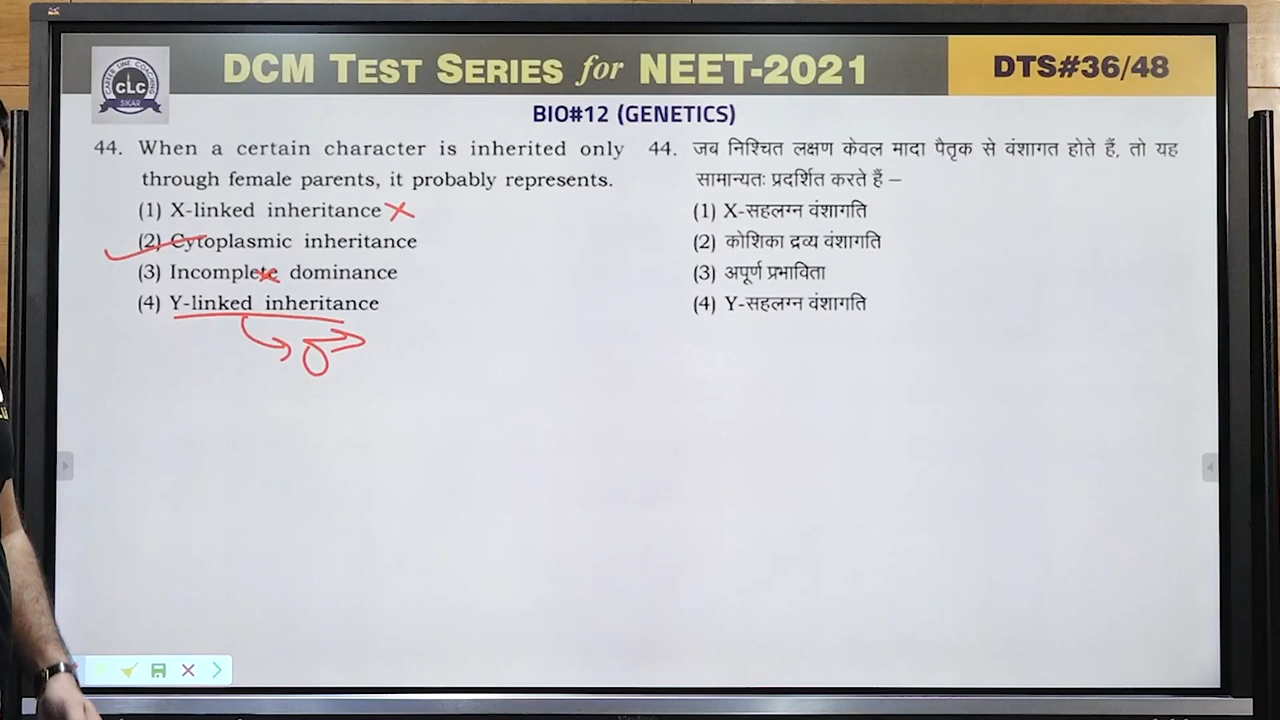 CAREER LINE COACHING
CLC
SIKAR
DCM TEST SERIES for NEET-2021
DTS#36/48
BIO#12 (GENETICS)
44. When a certain character is inherited only
through female parents, it probably represents.
(1) X-linked inheritance
(2) Cytoplasmic inheritance
(3) Incomplete dominance
(4) Y-linked inheritance
44. जब निश्चित लक्षण केवल मादा पैतृक से वंशागत होते हैं, तो यह
सामान्यतः प्रदर्शित करते हैं –
(1) X-सहलग्न वंशागति
(2) कोशिका द्रव्य वंशागति
(3) अपूर्ण प्रभाविता
(4) Y-सहलग्न वंशागति